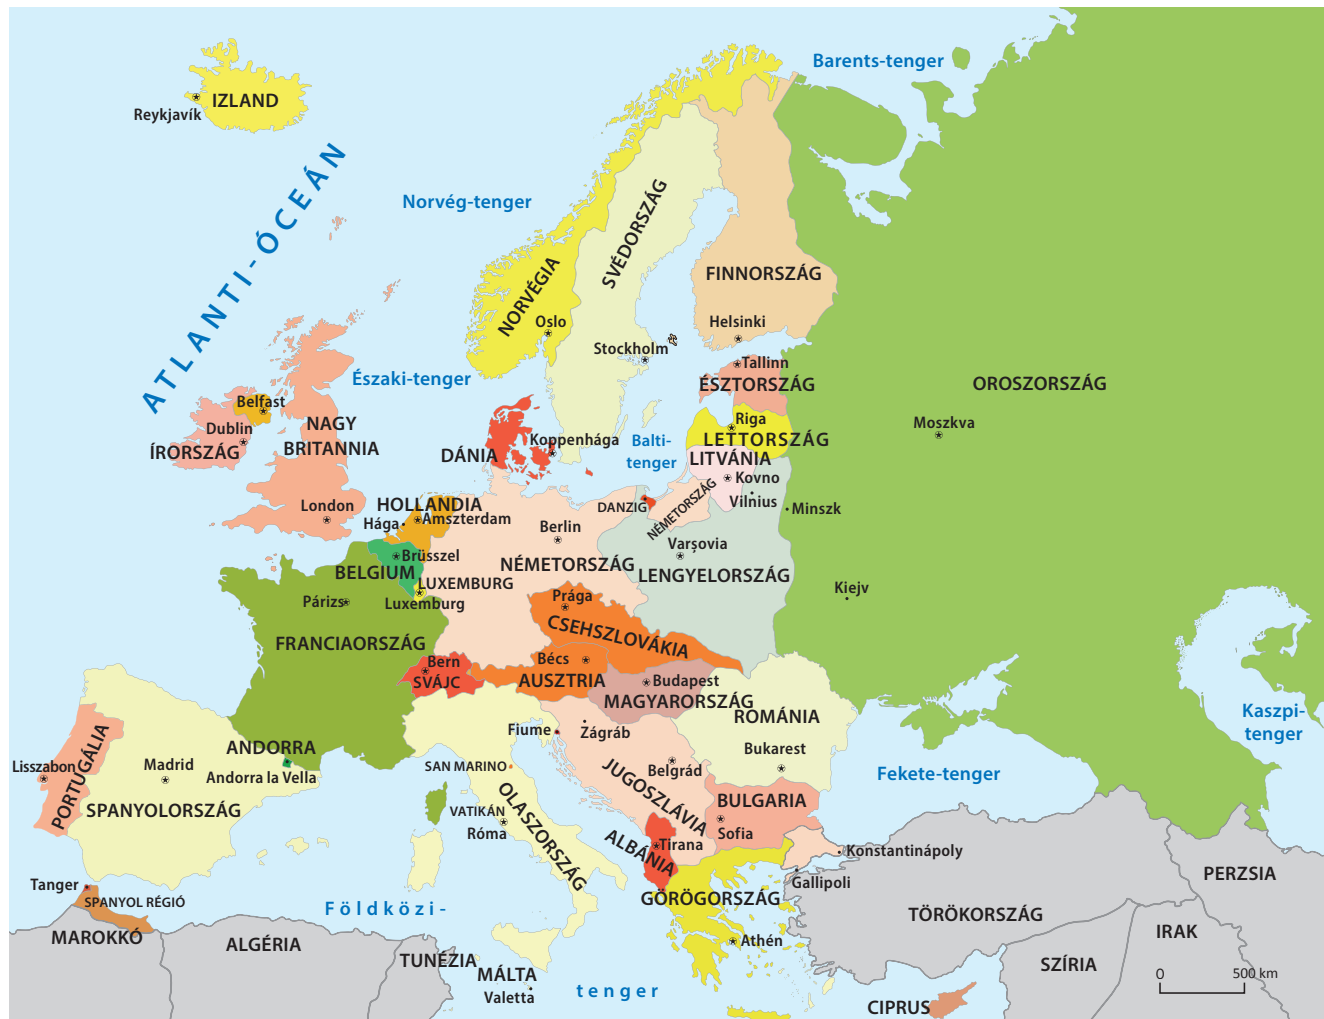 Barents-tenger
IZLAND
Reykjavík
ATLANTI-ÓCEÁN
Norvég-tenger
SVÉDORSZÁG
FINNORSZÁG
NORVÉGIA
Oslo
Helsinki
Stockholm
Tallinn
Északi-tenger
ÉSZTORSZÁG
OROSZORSZÁG
Belfast
Dublin
NAGY
BRITANNIA
ÍRORSZÁG
Riga
LETTORSZÁG
Moszkva
Koppenhága
DÁNIA
Balti-
tenger
LITVÁNIA
Kovno
Vilnius
London
HOLLANDIA
Hága
Amszterdam
DANZIG
NÉMETORSZÁG
Minszk
Berlin
Varşovia
Brüsszel
BELGIUM
NÉMETORSZÁG
LENGYELORSZÁG
LUXEMBURG
Luxemburg
Párizs
Prága
Kiejv
CSEHSZLOVÁKIA
FRANCIAORSZÁG
Bern
SVÁJC
Bécs
AUSZTRIA
Budapest
MAGYARORSZÁG
ROMÁNIA
Kaszpi-
tenger
Fiume
Zágráb
ANDORRA
Andorra la Vella
Bukarest
Lisszabon
PORTUGÁLIA
Madrid
SPANYOLORSZÁG
SAN MARINO
Belgrád
JUGOSZLÁVIA
Fekete-tenger
OLASZORSZÁG
VATIKÁN
Róma
BULGARIA
Sofia
ALBÁNIA
Tirana
Konstantinápoly
Gallipoli
PERZSIA
Tanger
SPANYOL RÉGIÓ
Földközi-
GÖRÖGORSZÁG
TÖRÖKORSZÁG
MAROKKÓ
ALGÉRIA
TUNÉZIA
Athén
IRAK
SZÍRIA
MÁLTA
Valetta
tenger
0 500 km
CIPRUS